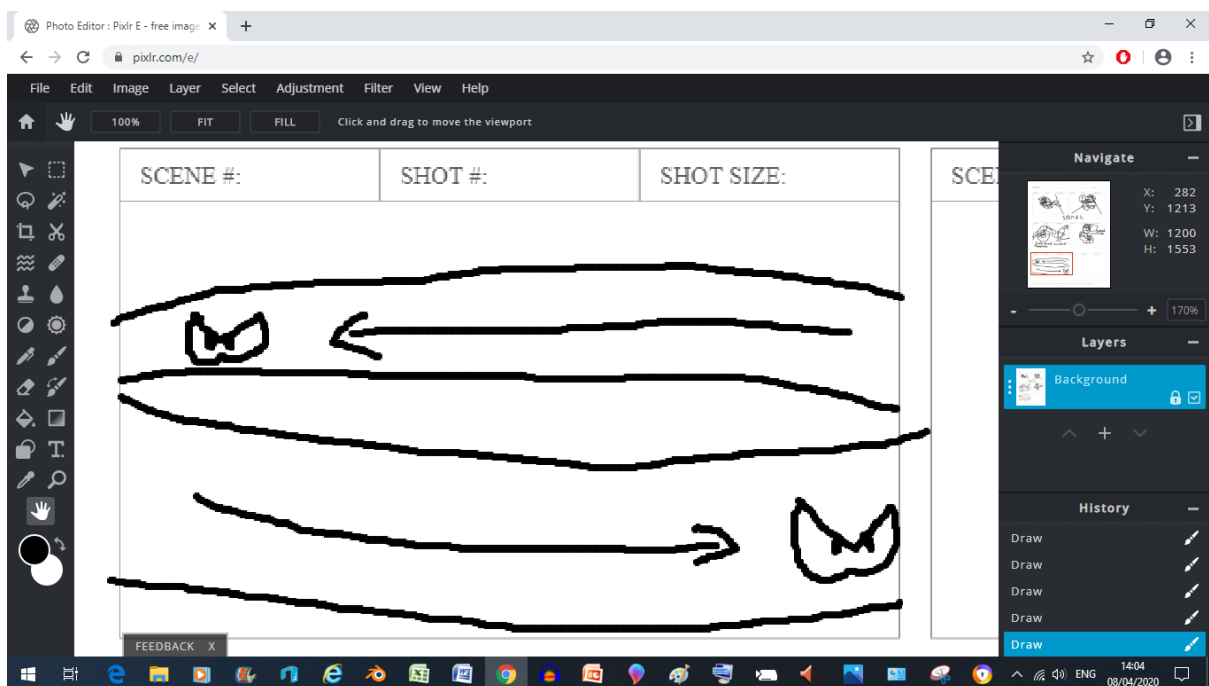 Photo Editor : Pixlr E - free image
pixlr.com/e/
File Edit Image Layer Select Adjustment Filter View Help
100% FIT FILL Click and drag to move the viewport
SCENE #: SHOT #: SHOT SIZE: SCE
Navigate
X: 282
Y: 1213
W: 1200
H: 1553
170%
Layers
Background
History
Draw
Draw
Draw
Draw
Draw
FEEDBACK X
ENG
14:04
08/04/2020